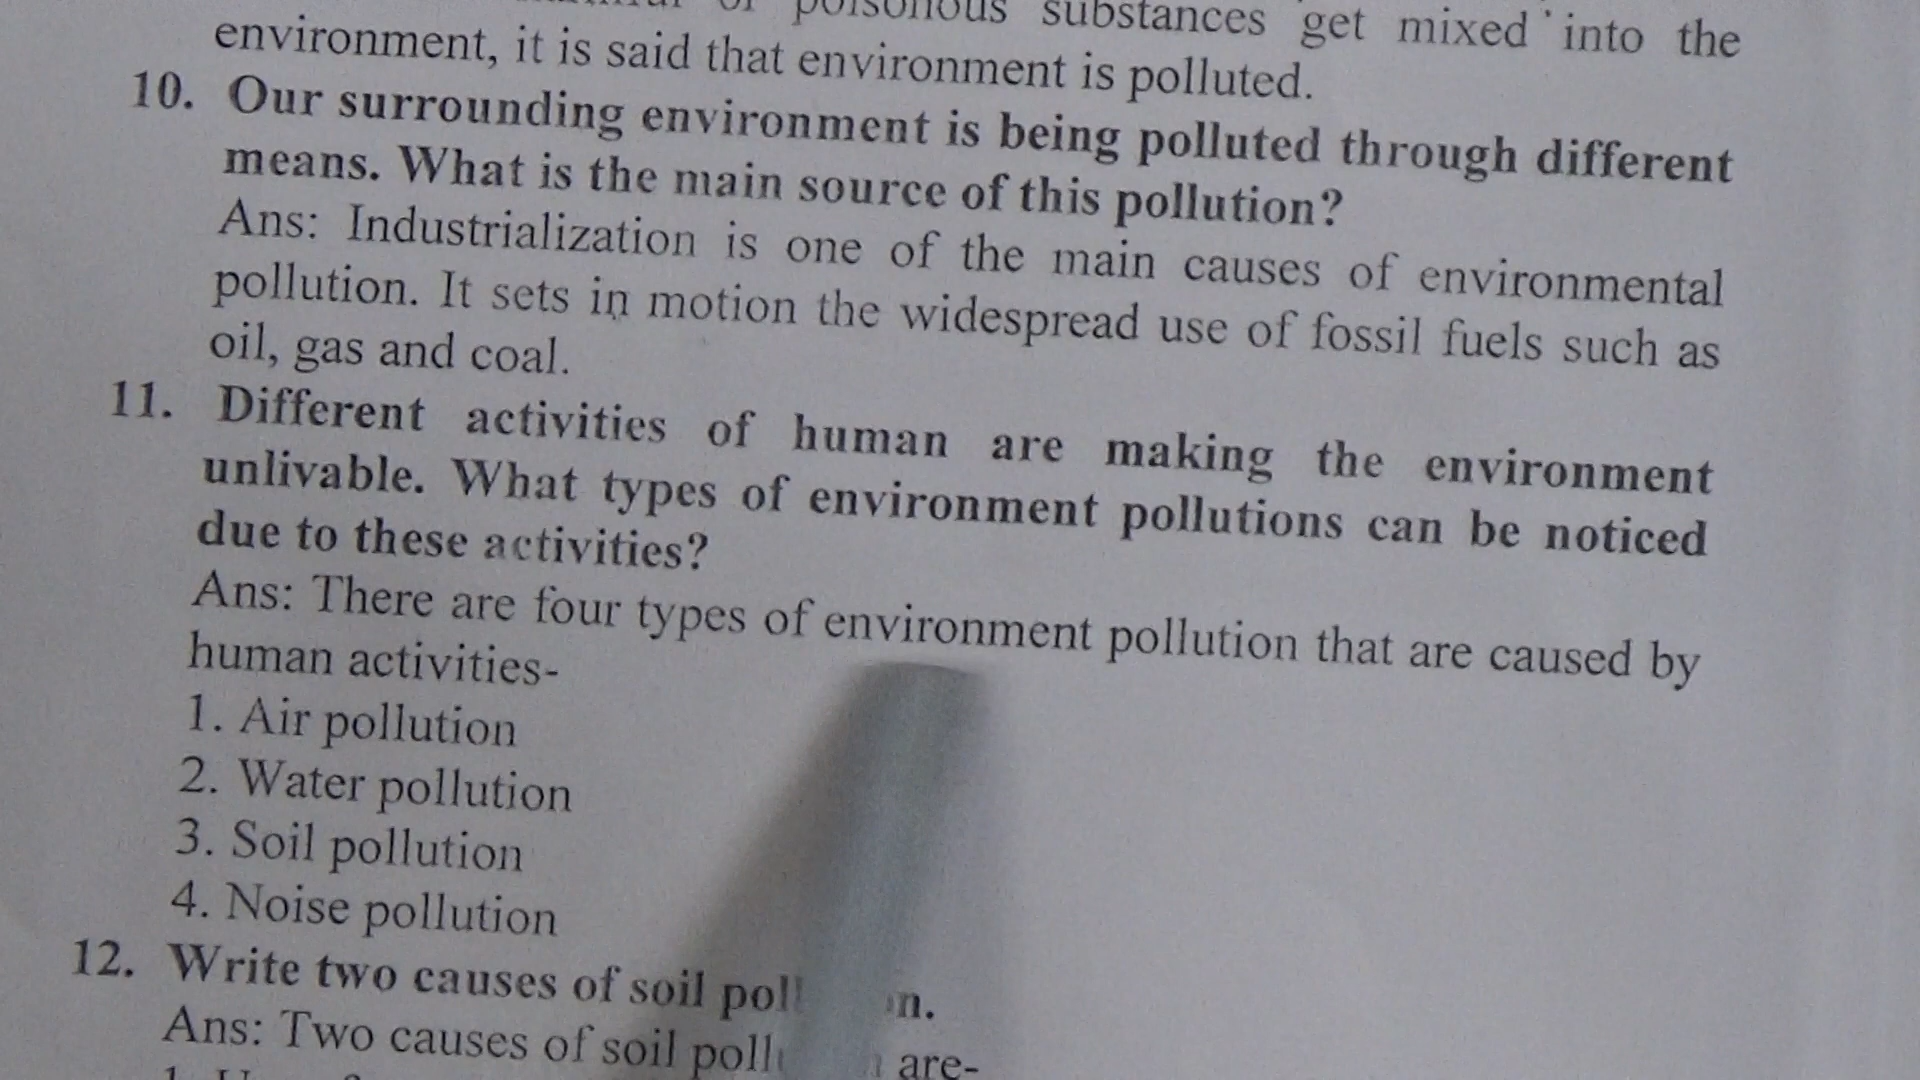 poisonous substances get mixed into the
environment, it is said that environment is polluted.
10. Our surrounding environment is being polluted through different
means. What is the main source of this pollution?
Ans: Industrialization is one of the main causes of environmental
pollution. It sets in motion the widespread use of fossil fuels such as
oil, gas and coal.
11. Different activities of human are making the environment
unlivable. What types of environment pollutions can be noticed
due to these activities?
Ans: There are four types of environment pollution that are caused by
human activities-
1. Air pollution
2. Water pollution
3. Soil pollution
4. Noise pollution
12. Write two causes of soil
Ans: Two causes of soil are-